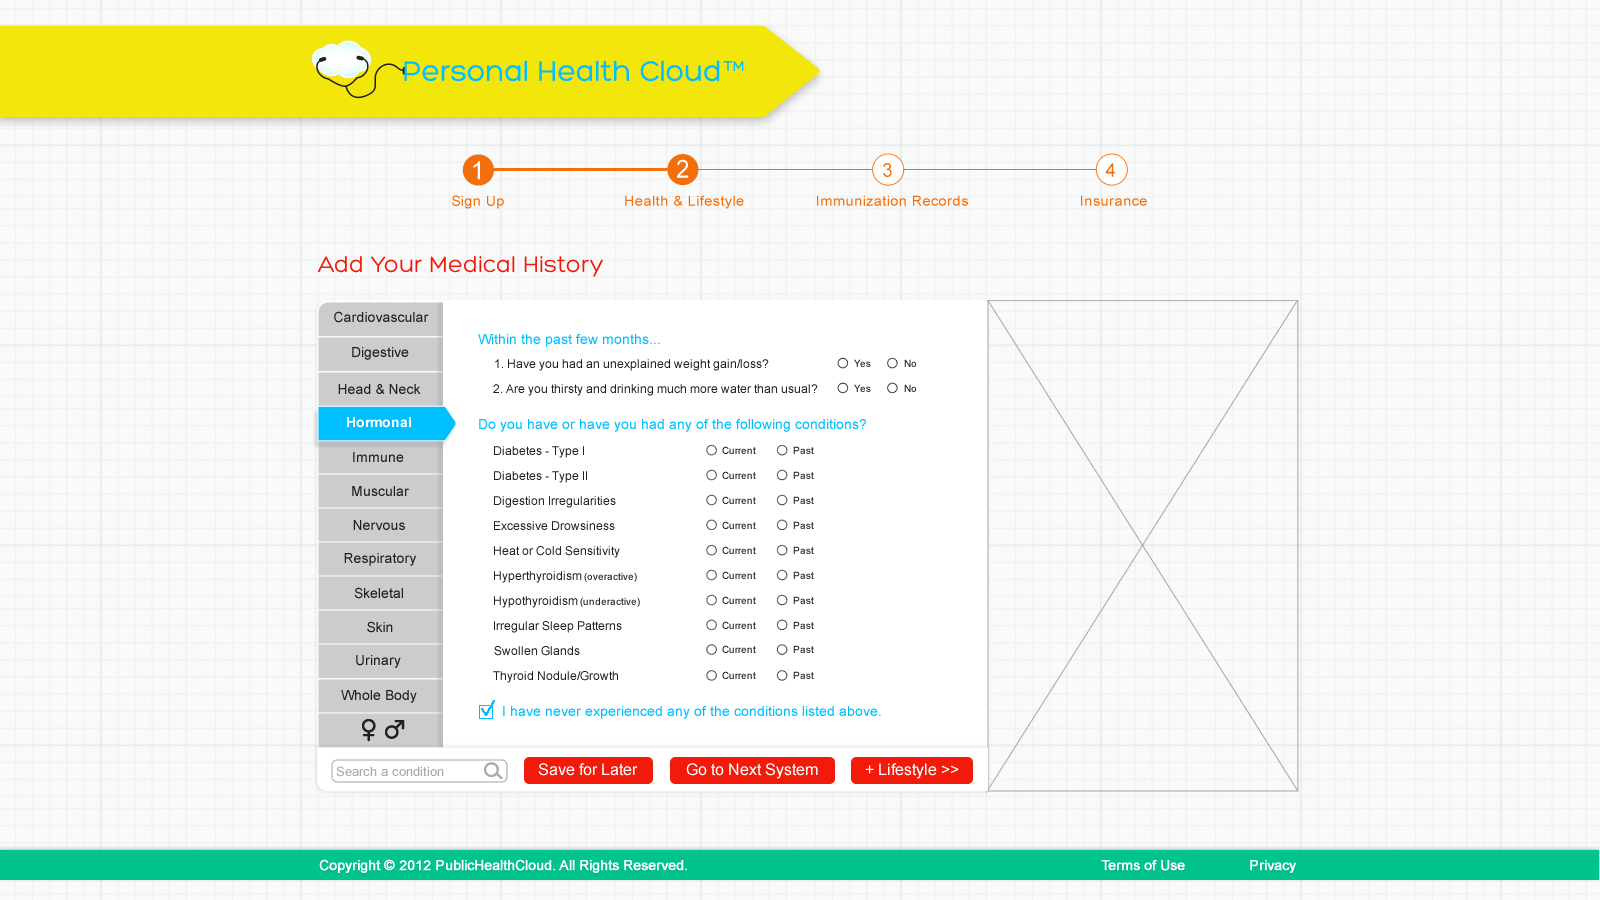 Personal Health Cloud™
1
2
3
4
Sign Up
Health & Lifestyle
Immunization Records
Insurance
Add Your Medical History
Cardiovascular
Digestive
Head & Neck
Hormonal
Immune
Muscular
Nervous
Respiratory
Skeletal
Skin
Urinary
Whole Body
♀ ♂
Within the past few months...
1. Have you had an unexplained weight gain/loss? Yes No
2. Are you thirsty and drinking much more water than usual? Yes No
Do you have or have you had any of the following conditions?
Diabetes - Type I Current Past
Diabetes - Type II Current Past
Digestion Irregularities Current Past
Excessive Drowsiness Current Past
Heat or Cold Sensitivity Current Past
Hyperthyroidism (overactive) Current Past
Hypothyroidism (underactive) Current Past
Irregular Sleep Patterns Current Past
Swollen Glands Current Past
Thyroid Nodule/Growth Current Past
I have never experienced any of the conditions listed above.
Search a condition
Save for Later
Go to Next System
+ Lifestyle >>
Copyright © 2012 PublicHealthCloud. All Rights Reserved.
Terms of Use
Privacy